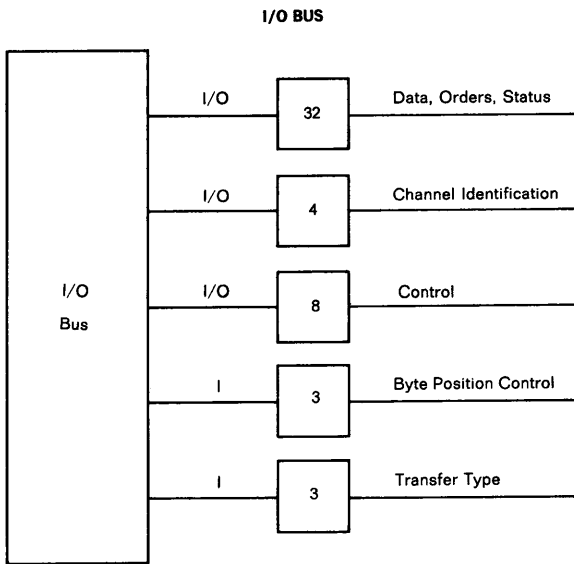 I/O BUS
I/O
32
Data, Orders, Status
I/O
4
Channel Identification
I/O
Bus
I/O
8
Control
I
3
Byte Position Control
I
3
Transfer Type